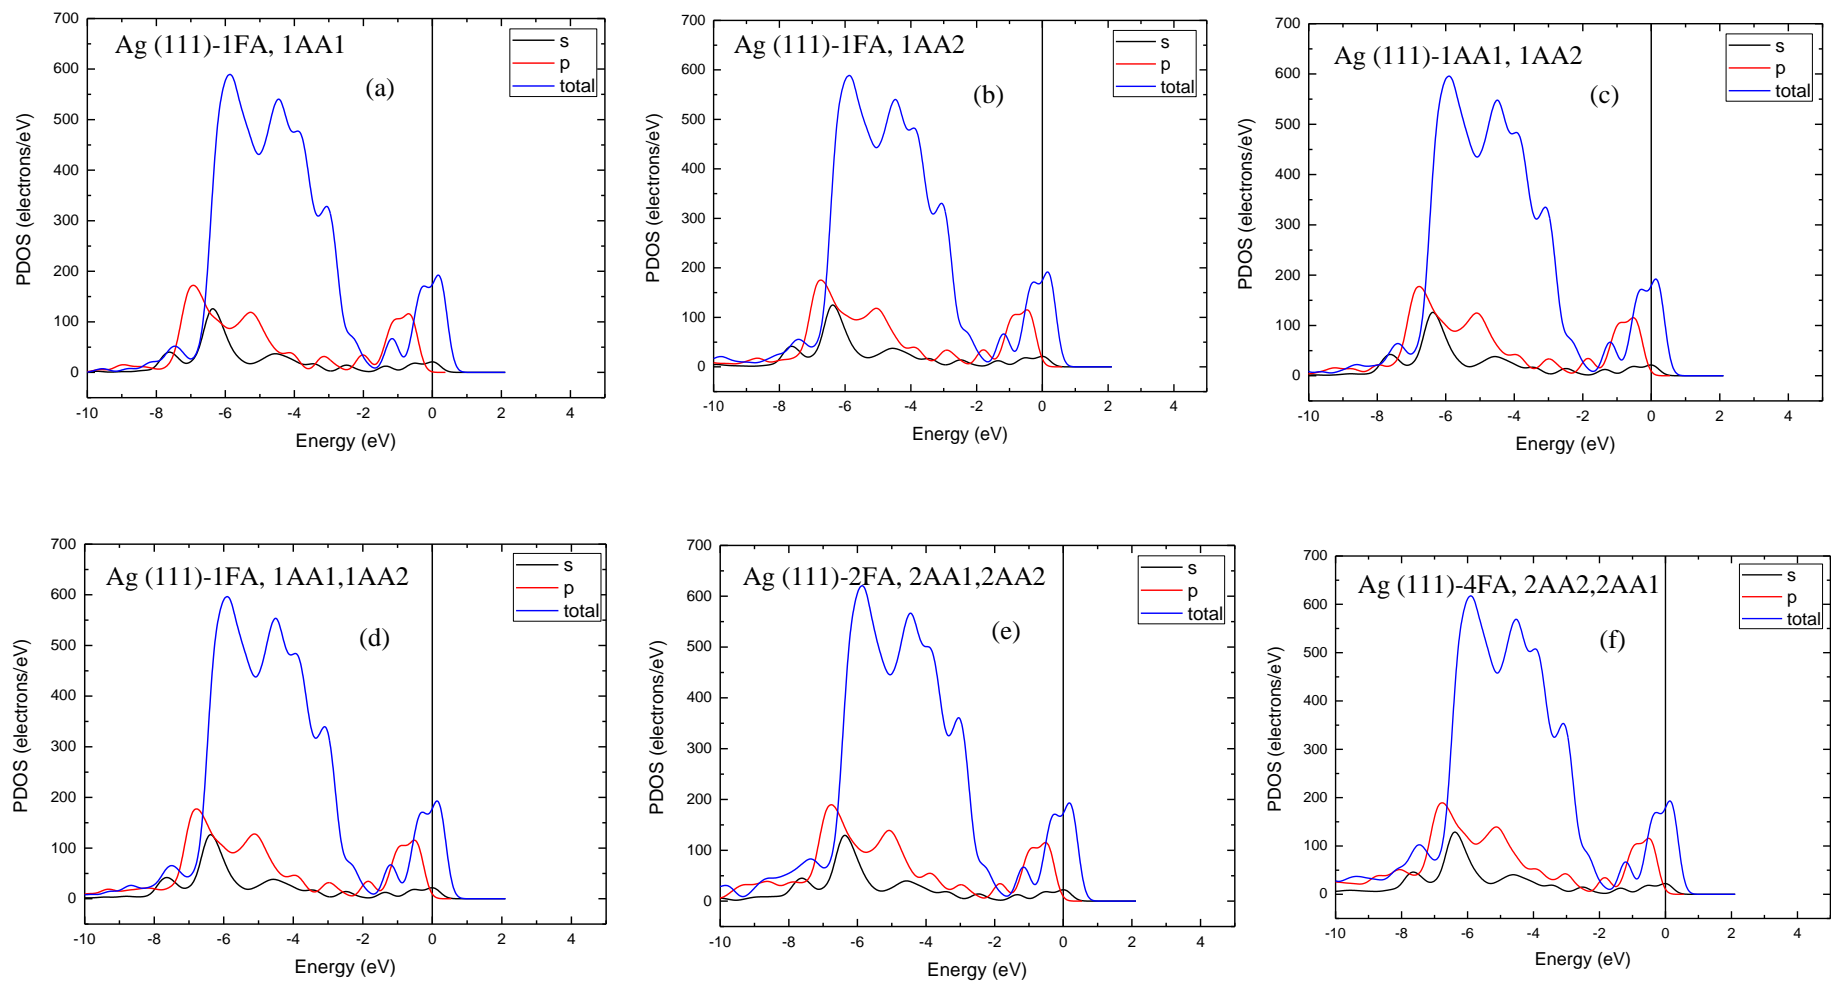 Ag (111)-1FA, 1AA1
(a)
s
p
total
PDOS (electrons/eV)
700
600
500
400
300
200
100
0
-10
-8
-6
-4
-2
0
2
4
Energy (eV)
Ag (111)-1FA, 1AA2
(b)
s
p
total
PDOS (electrons/eV)
700
600
500
400
300
200
100
0
-10
-8
-6
-4
-2
0
2
4
Energy (eV)
Ag (111)-1AA1, 1AA2
(c)
s
p
total
PDOS (electrons/eV)
700
600
500
400
300
200
100
0
-10
-8
-6
-4
-2
0
2
4
Energy (eV)
Ag (111)-1FA, 1AA1,1AA2
(d)
s
p
total
PDOS (electrons/eV)
700
600
500
400
300
200
100
0
-10
-8
-6
-4
-2
0
2
4
Energy (eV)
Ag (111)-2FA, 2AA1,2AA2
(e)
s
p
total
PDOS (electrons/eV)
700
600
500
400
300
200
100
0
-10
-8
-6
-4
-2
0
2
4
Energy (eV)
Ag (111)-4FA, 2AA2,2AA1
(f)
s
p
total
PDOS (electrons/eV)
700
600
500
400
300
200
100
0
-10
-8
-6
-4
-2
0
2
4
Energy (eV)